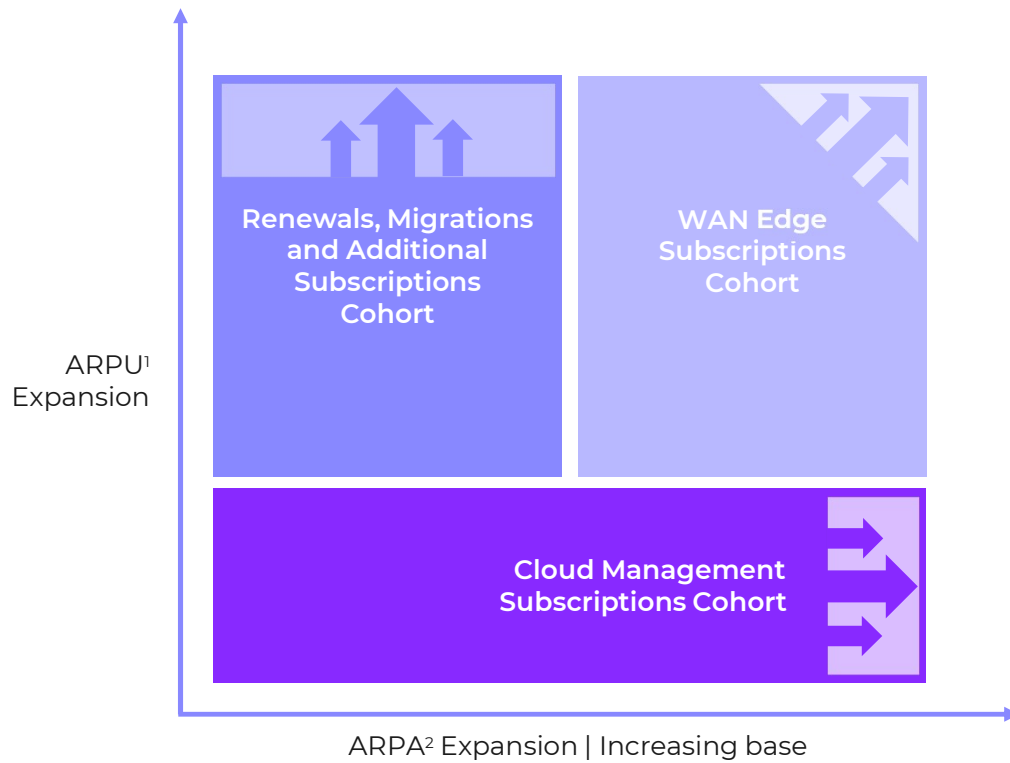 Renewals, Migrations
and Additional
Subscriptions
Cohort
WAN Edge
Subscriptions
Cohort
ARPU¹
Expansion
Cloud Management
Subscriptions Cohort
ARPA² Expansion | Increasing base